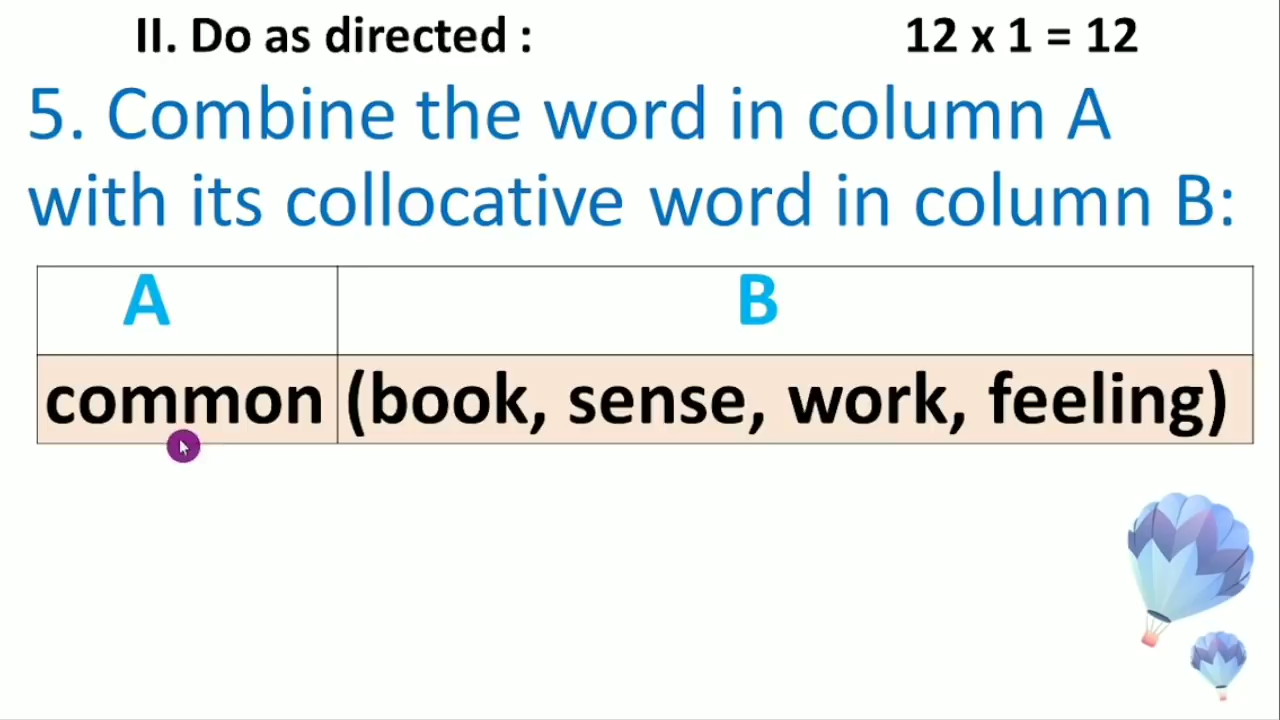 II. Do as directed : 12 x 1 = 12
5. Combine the word in column A
with its collocative word in column B:
A B
common (book, sense, work, feeling)